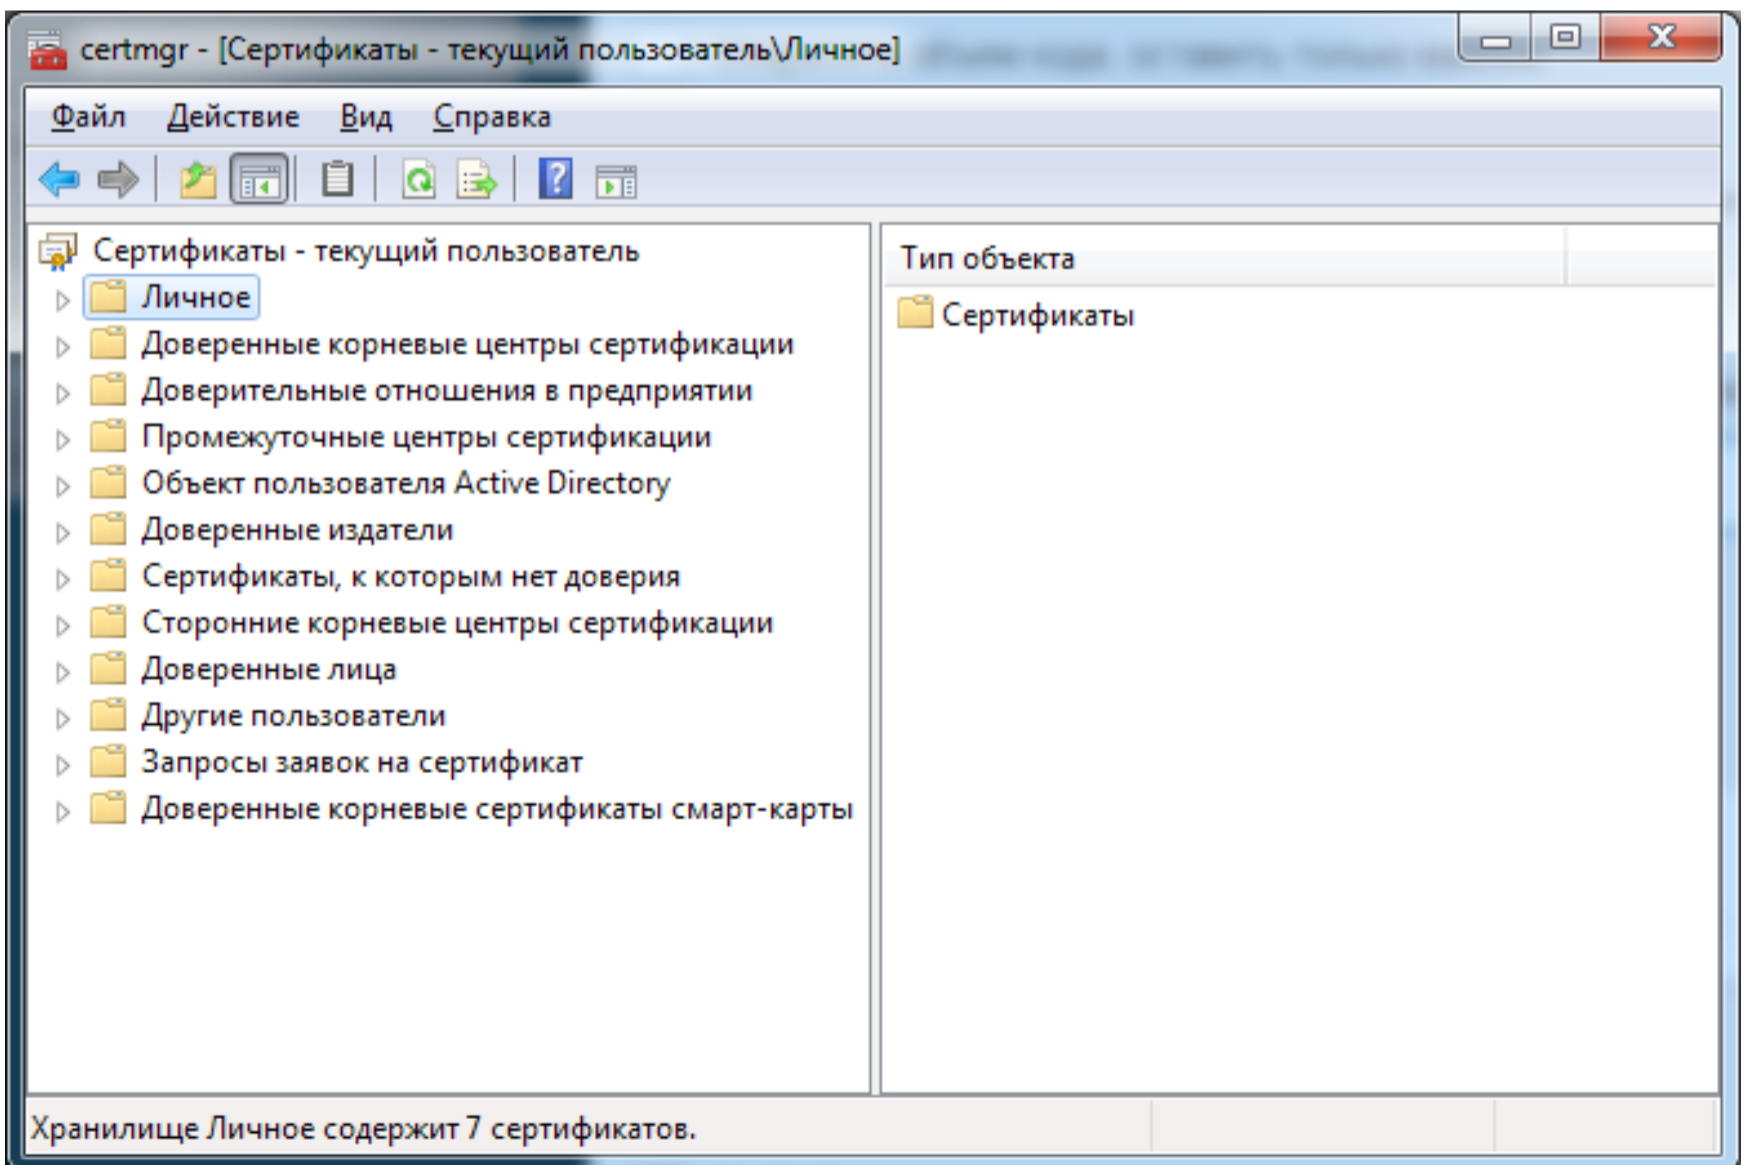 certmgr - [Сертификаты - текущий пользователь\Личное]
Файл Действие Вид Справка
Сертификаты - текущий пользователь
Личное
Доверенные корневые центры сертификации
Доверительные отношения в предприятии
Промежуточные центры сертификации
Объект пользователя Active Directory
Доверенные издатели
Сертификаты, к которым нет доверия
Сторонние корневые центры сертификации
Доверенные лица
Другие пользователи
Запросы заявок на сертификат
Доверенные корневые сертификаты смарт-карты
Тип объекта
Сертификаты
Хранилище Личное содержит 7 сертификатов.